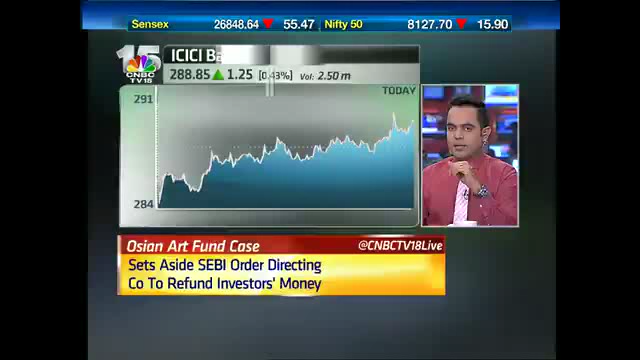 Sensex 26848.64 55.47 Nifty 50 8127.70 15.90
15
CNBC
TV18
ICICI
288.85 1.25 [0.43%] Vol: 2.50 m
TODAY
291
284
Osian Art Fund Case @CNBCTV18Live
Sets Aside SEBI Order Directing
Co To Refund Investors' Money